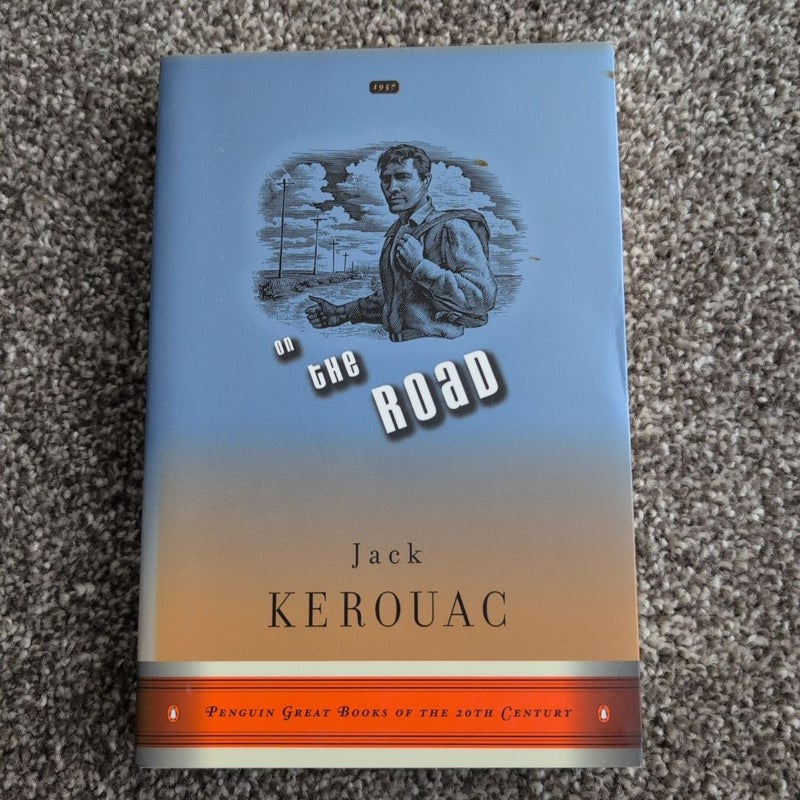 1957
on
the
Road
Jack
KEROUAC
Penguin Great Books of the 20th Century